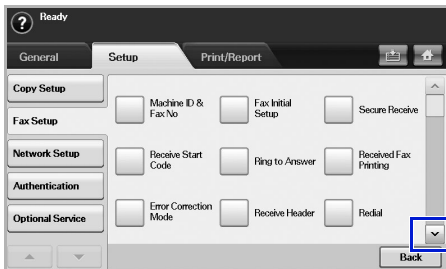 Ready
General
Setup
Print/Report
Copy Setup
Fax Setup
Network Setup
Authentication
Optional Service
Machine ID &
Fax No
Fax Initial
Setup
Secure Receive
Receive Start
Code
Ring to Answer
Received Fax
Printing
Error Correction
Mode
Receive Header
Redial
Back